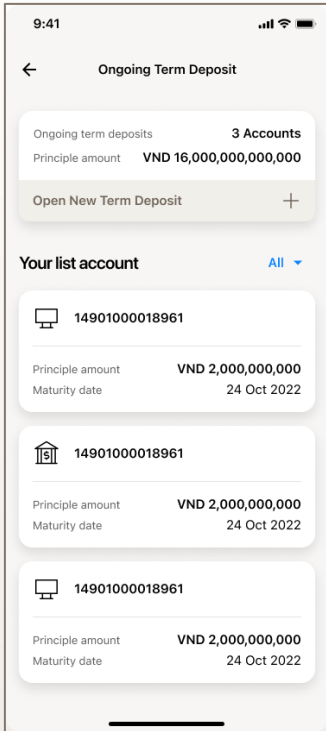 9:41
Ongoing Term Deposit
Ongoing term deposits 3 Accounts
Principle amount VND 16,000,000,000,000
Open New Term Deposit
Your list account All
14901000018961
Principle amount VND 2,000,000,000
Maturity date 24 Oct 2022
14901000018961
Principle amount VND 2,000,000,000
Maturity date 24 Oct 2022
14901000018961
Principle amount VND 2,000,000,000
Maturity date 24 Oct 2022